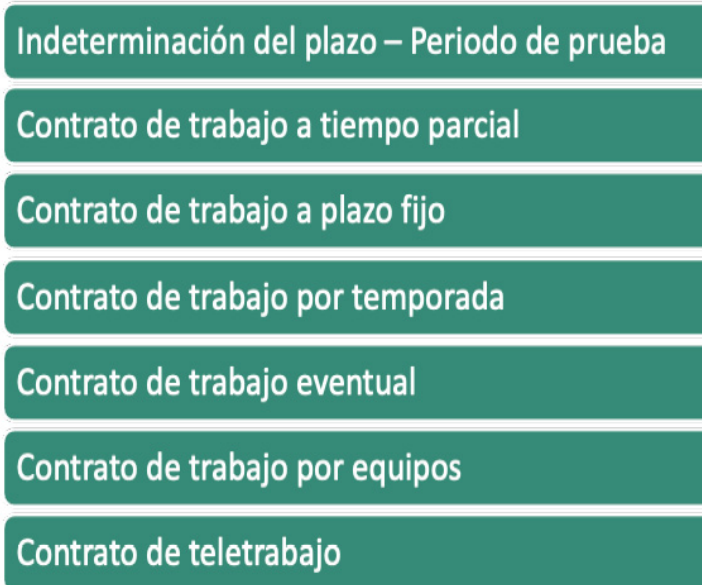 Indeterminación del plazo – Periodo de prueba
Contrato de trabajo a tiempo parcial
Contrato de trabajo a plazo fijo
Contrato de trabajo por temporada
Contrato de trabajo eventual
Contrato de trabajo por equipos
Contrato de teletrabajo